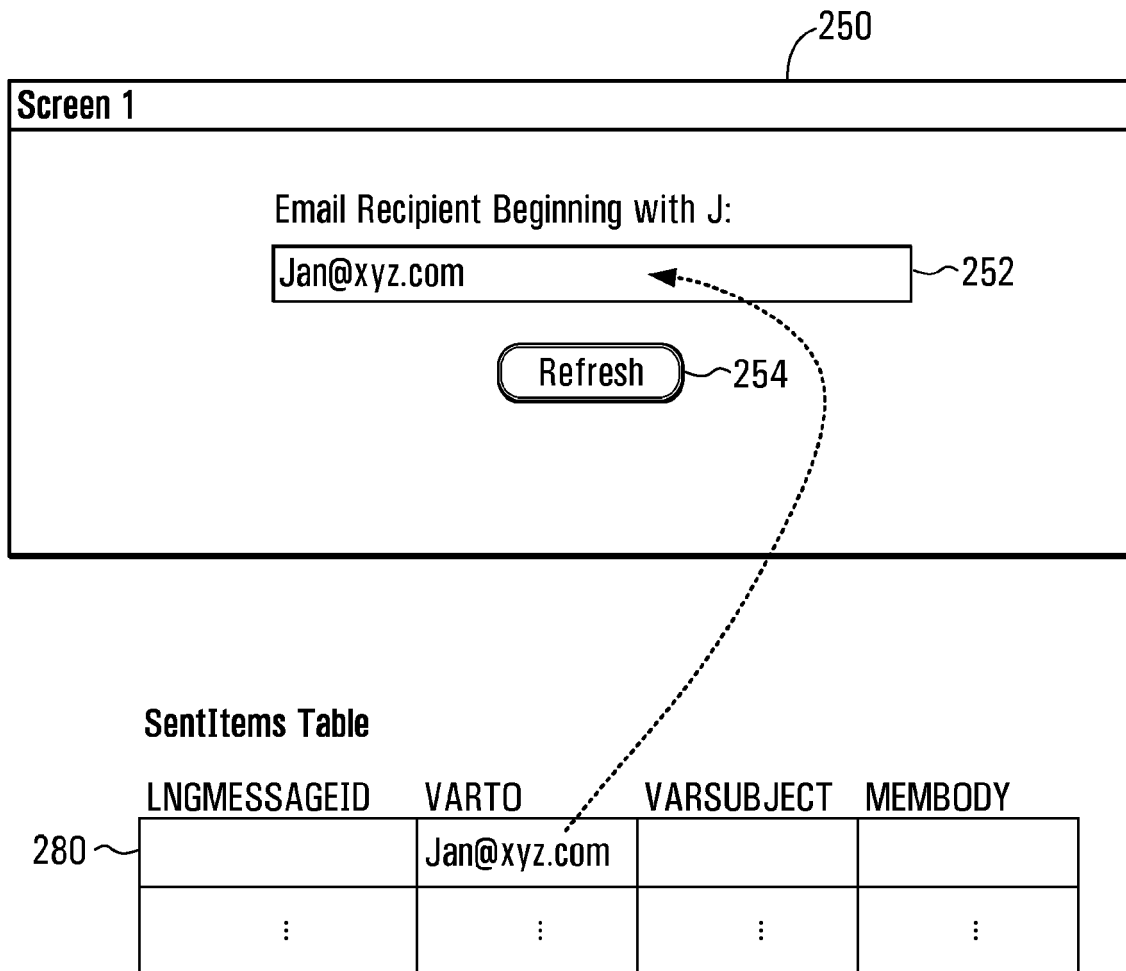 250
Screen 1
Email Recipient Beginning with J:
Jan@xyz.com
252
Refresh
254
SentItems Table
LNGMESSAGEID VARTO VARSUBJECT MEMBODY
280 Jan@xyz.com
⋮ ⋮ ⋮ ⋮